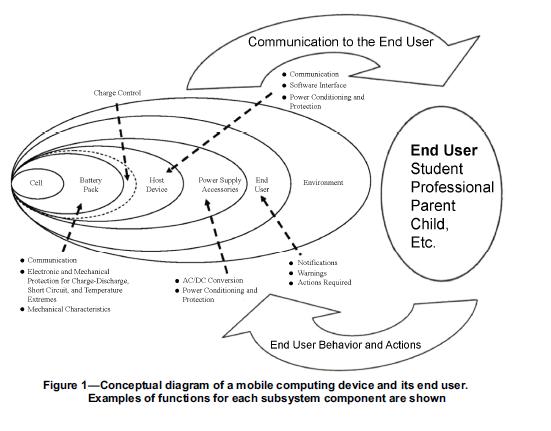 Communication to the End User
Charge Control
● Communication
● Software Interface
● Power Conditioning and
Protection
Cell
Battery
Pack
Host
Device
Power Supply
Accessories
End
User
Environment
End User
Student
Professional
Parent
Child,
Etc.
● Communication
● Electronic and Mechanical
Protection for Charge-Discharge,
Short Circuit, and Temperature
Extremes
● Mechanical Characteristics
● AC/DC Conversion
● Power Conditioning and
Protection
● Notifications
● Warnings
● Actions Required
End User Behavior and Actions
Figure 1—Conceptual diagram of a mobile computing device and its end user.
Examples of functions for each subsystem component are shown